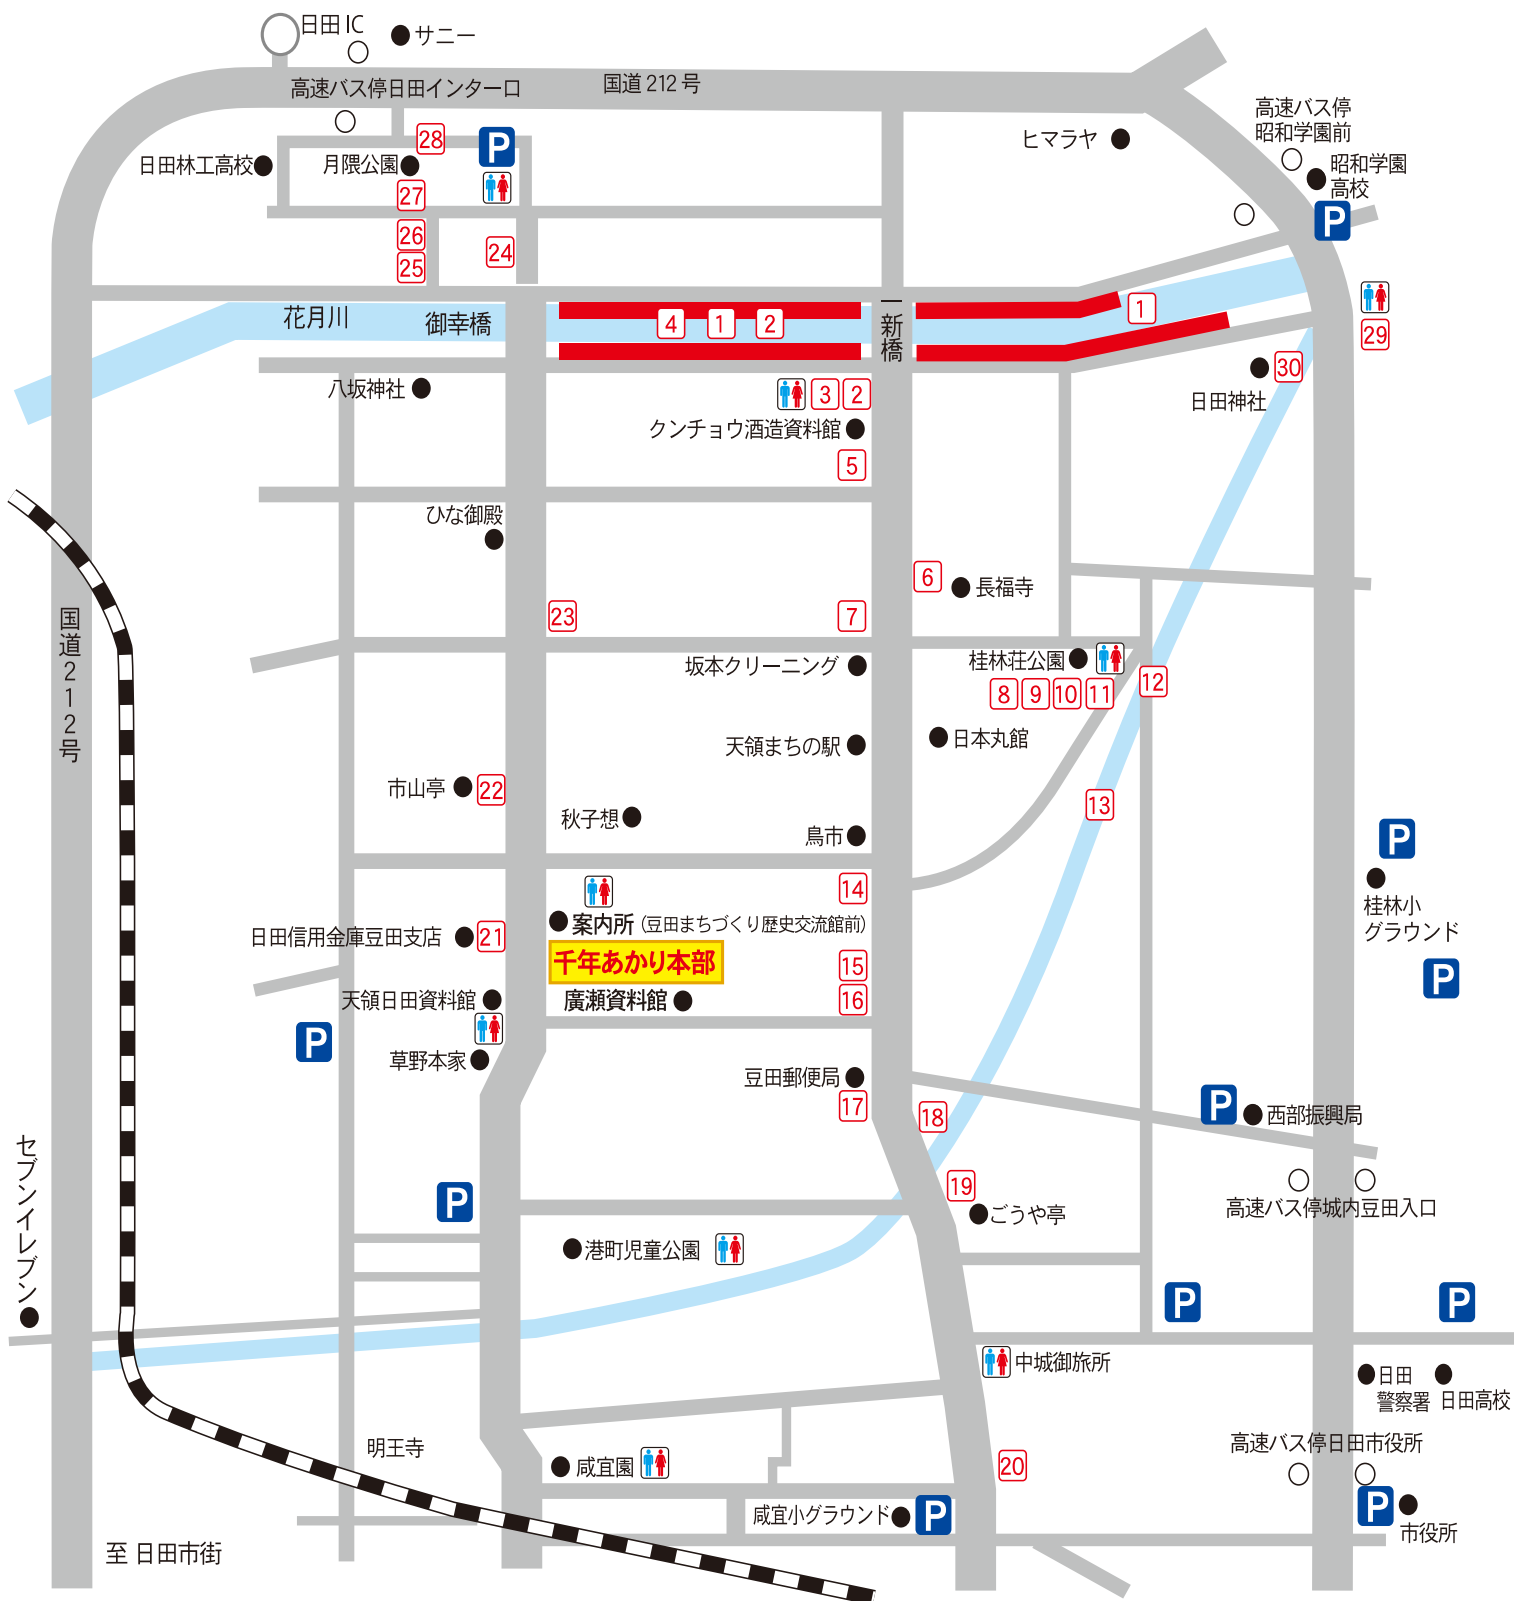 日田 IC
サニー
高速バス停日田インター口
国道 212 号
高速バス停
昭和学園前
ヒマラヤ
昭和学園
高校
日田林工高校
月隈公園
28
P
27
P
26
25
24
花月川
御幸橋
4
1
2
新橋
1
29
八坂神社
3
2
30
日田神社
クンチョウ酒造資料館
5
ひな御殿
6
長福寺
国道212号
23
7
坂本クリーニング
桂林荘公園
8
9
10
11
12
天領まちの駅
日本丸館
市山亭
22
秋子想
鳥市
13
P
桂林小
グラウンド
14
日田信用金庫豆田支店
21
案内所(豆田まちづくり歴史交流館前)
千年あかり本部
15
P
天領日田資料館
廣瀬資料館
16
P
草野本家
豆田郵便局
17
18
P
西部振興局
セブンイレブン
P
19
ごうや亭
高速バス停城内豆田入口
港町児童公園
P
P
中城御旅所
日田
警察署
日田高校
明王寺
高速バス停日田市役所
咸宜園
20
咸宜小グラウンド
P
P
市役所
至 日田市街